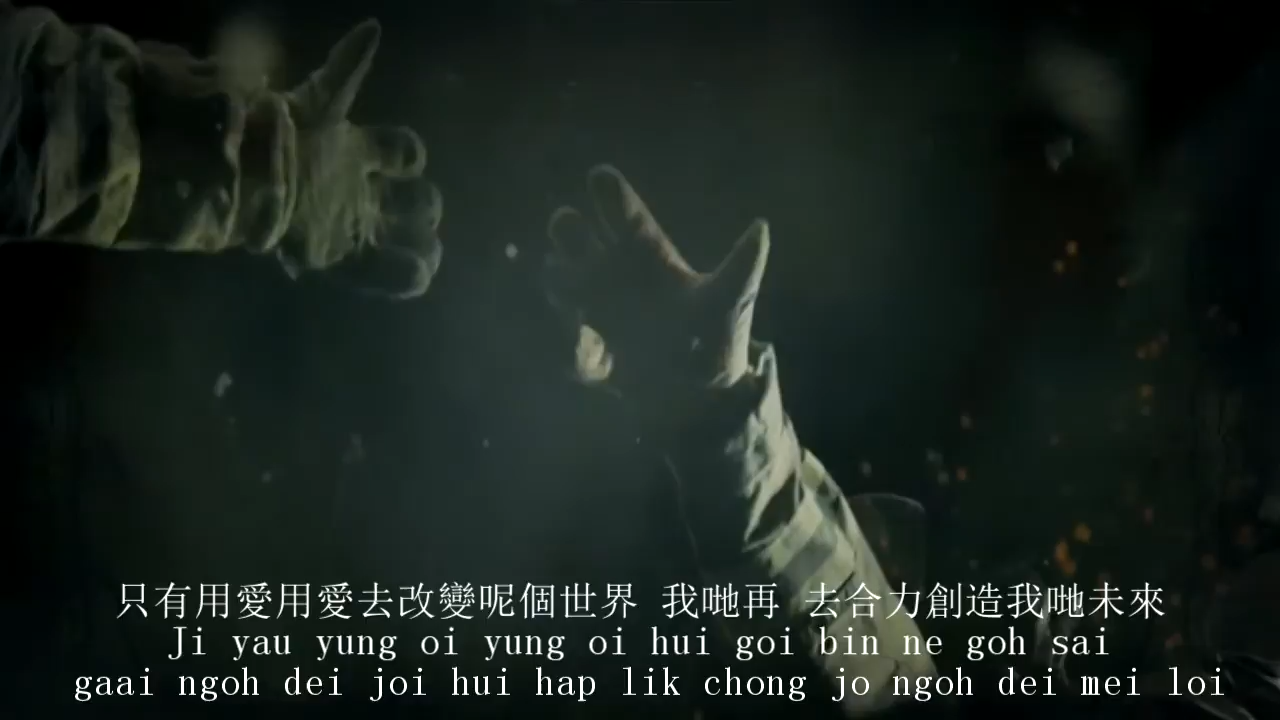 只有用愛用愛去改變呢個世界 我哋再 去合力創造我哋未來
Ji yau yung oi yung oi hui goi bin ne goh sai
gaai ngoh dei joi hui hap lik chong jo ngoh dei mei loi